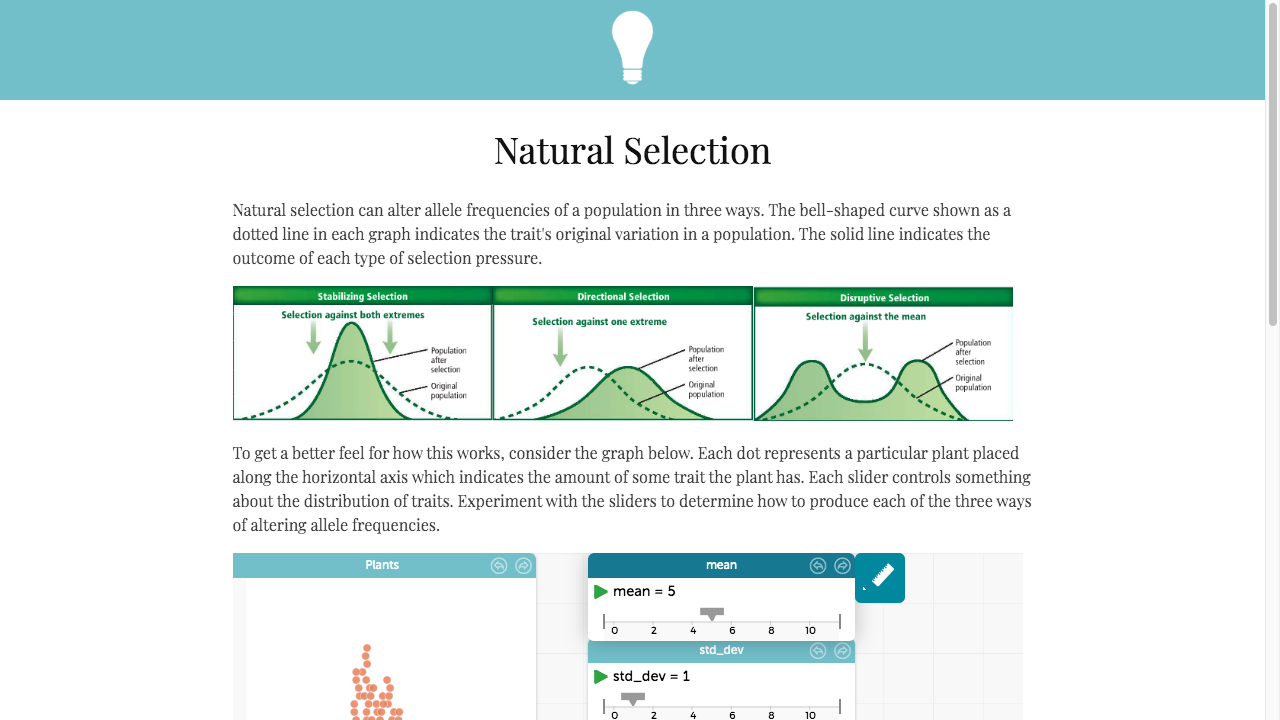 Natural Selection
Natural selection can alter allele frequencies of a population in three ways. The bell-shaped curve shown as a
dotted line in each graph indicates the trait's original variation in a population. The solid line indicates the
outcome of each type of selection pressure.
Stabilizing Selection
Selection against both extremes
Population
after
selection
Original
population
Directional Selection
Selection against one extreme
Population
after
selection
Original
population
Disruptive Selection
Selection against the mean
Population
after
selection
Original
population
To get a better feel for how this works, consider the graph below. Each dot represents a particular plant placed
along the horizontal axis which indicates the amount of some trait the plant has. Each slider controls something
about the distribution of traits. Experiment with the sliders to determine how to produce each of the three ways
of altering allele frequencies.
Plants
mean
mean = 5
0 2 4 6 8 10
std_dev
std_dev = 1
0 2 4 6 8 10